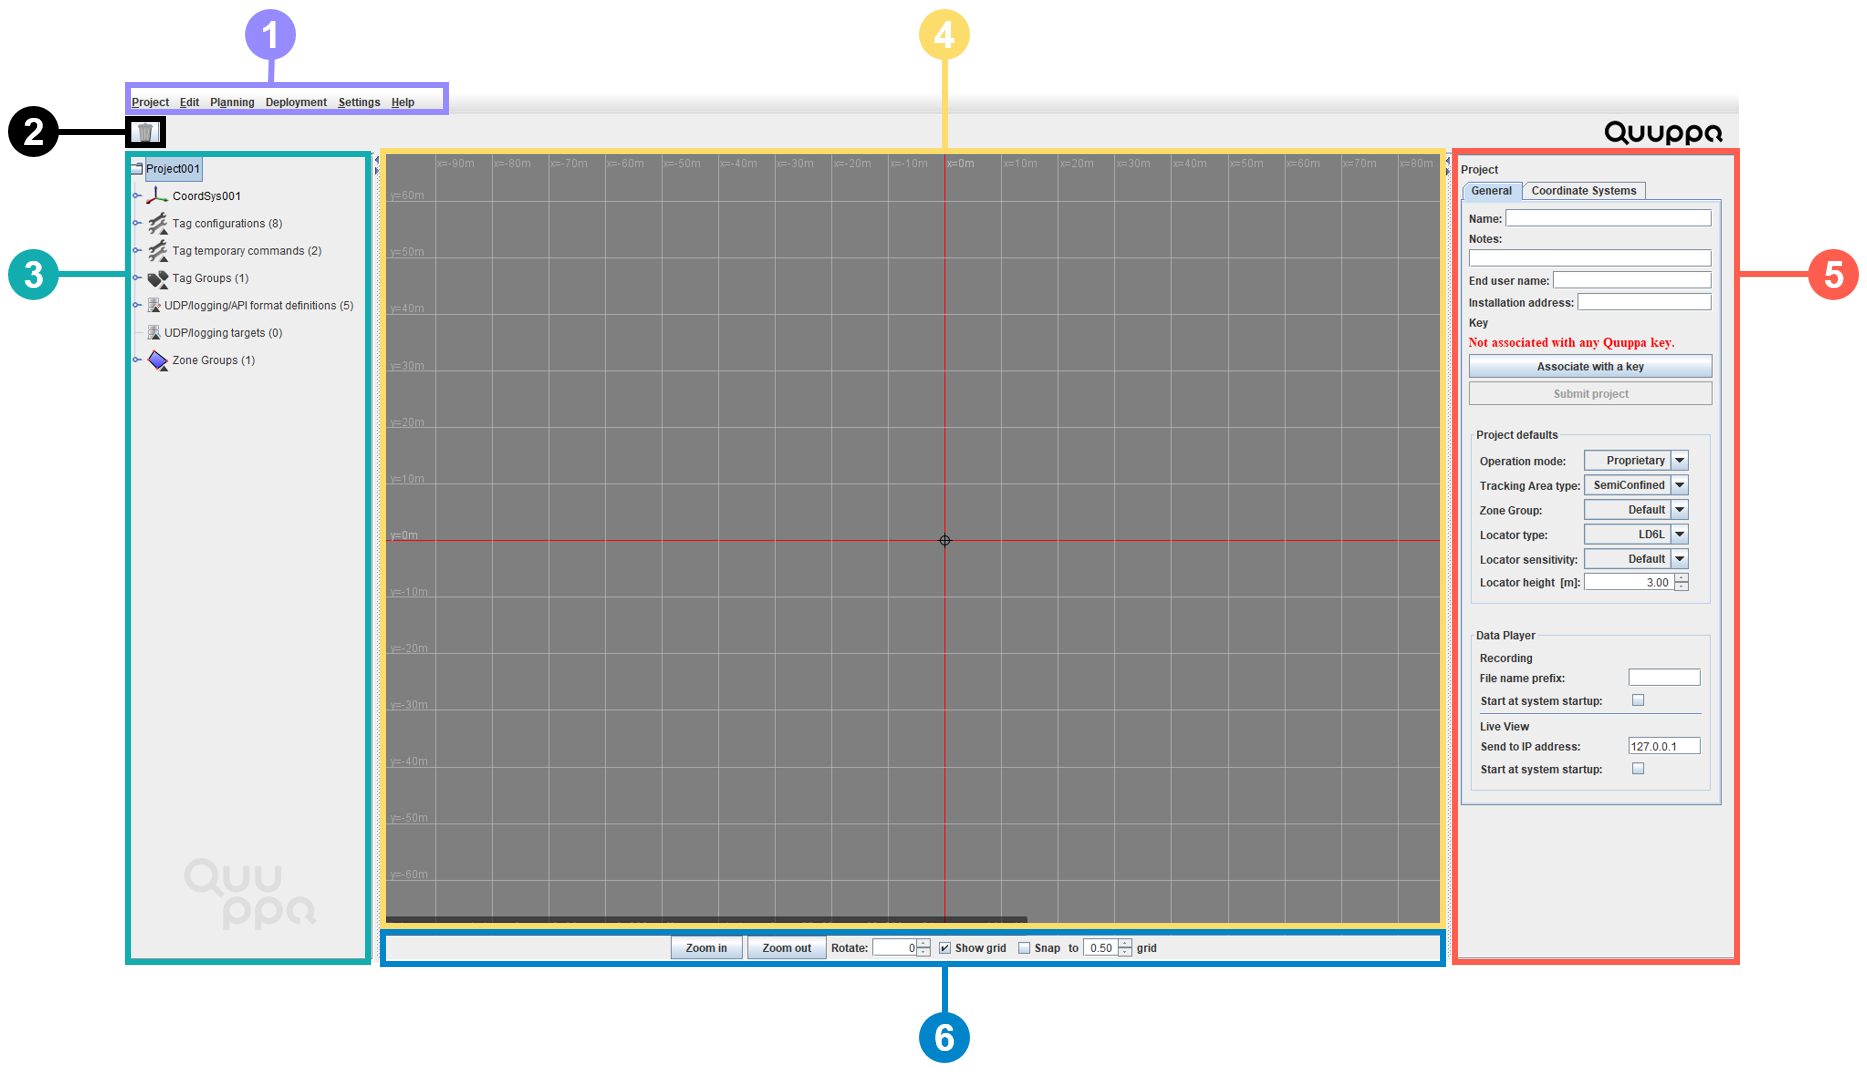 1
4
Project Edit Planning Deployment Settings Help
2
Quuppa
Project001
CoordSys001
Tag configurations (8)
Tag temporary commands (2)
Tag Groups (1)
UDP/logging/API format definitions (5)
UDP/logging targets (0)
Zone Groups (1)
3
Quuppa
x=-90m x=-80m x=-70m x=-60m x=-50m x=-40m x=-30m x=-20m x=-10m x=0m x=10m x=20m x=30m x=40m x=50m x=60m x=70m x=80m
y=60m
y=50m
y=40m
y=30m
y=20m
y=10m
y=0m
y=-10m
y=-20m
y=-30m
y=-40m
y=-50m
y=-60m
Project
General Coordinate Systems
Name:
Notes:
End user name:
Installation address:
Key
Not associated with any Quuppa key.
Associate with a key
Submit project
Project defaults
Operation mode: Proprietary
Tracking Area type: SemiConfined
Zone Group: Default
Locator type: LD6L
Locator sensitivity: Default
Locator height [m]: 3.00
Data Player
Recording
File name prefix:
Start at system startup:
Live View
Send to IP address: 127.0.0.1
Start at system startup:
5
Zoom in Zoom out Rotate: 0 Show grid Snap to 0.50 grid
6